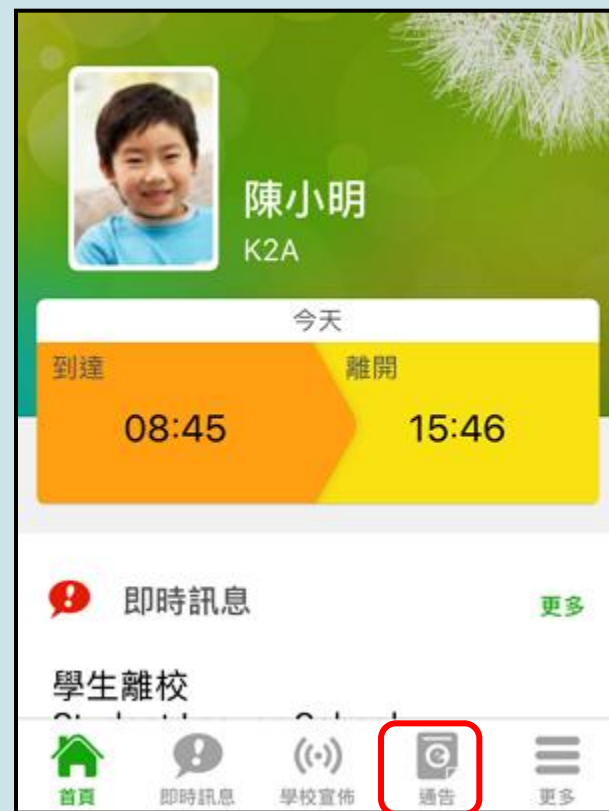 陳小明
K2A
今天
到達
離開
08:45
15:46
即時訊息
更多
學生離校
首頁
即時訊息
學校宣佈
通告
更多